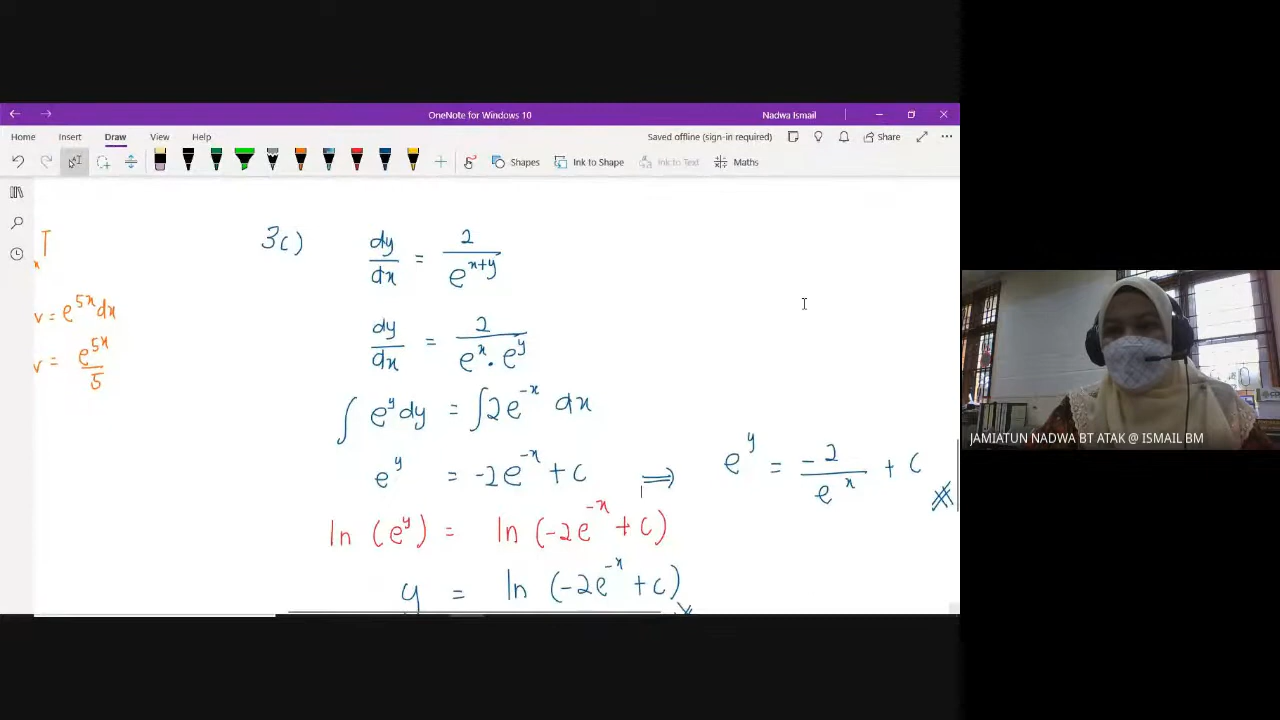 OneNote for Windows 10
Nadwa Ismail
Home Insert Draw View Help
Saved offline (sign-in required)
Share
Shapes Ink to Shape Ink to Text Maths
T
v = e^{5x} dx
v = e^{5x}/5
3c) dy/dx = 2/e^{x+y}
dy/dx = 2/(e^x · e^y)
∫ e^y dy = ∫ 2e^{-x} dx
e^y = -2e^{-x} + c ⟹ e^y = -2/e^x + c
ln (e^y) = ln (-2e^{-x} + c)
y = ln (-2e^{-x} + c)
JAMIATUN NADWA BT ATAK @ ISMAIL BM